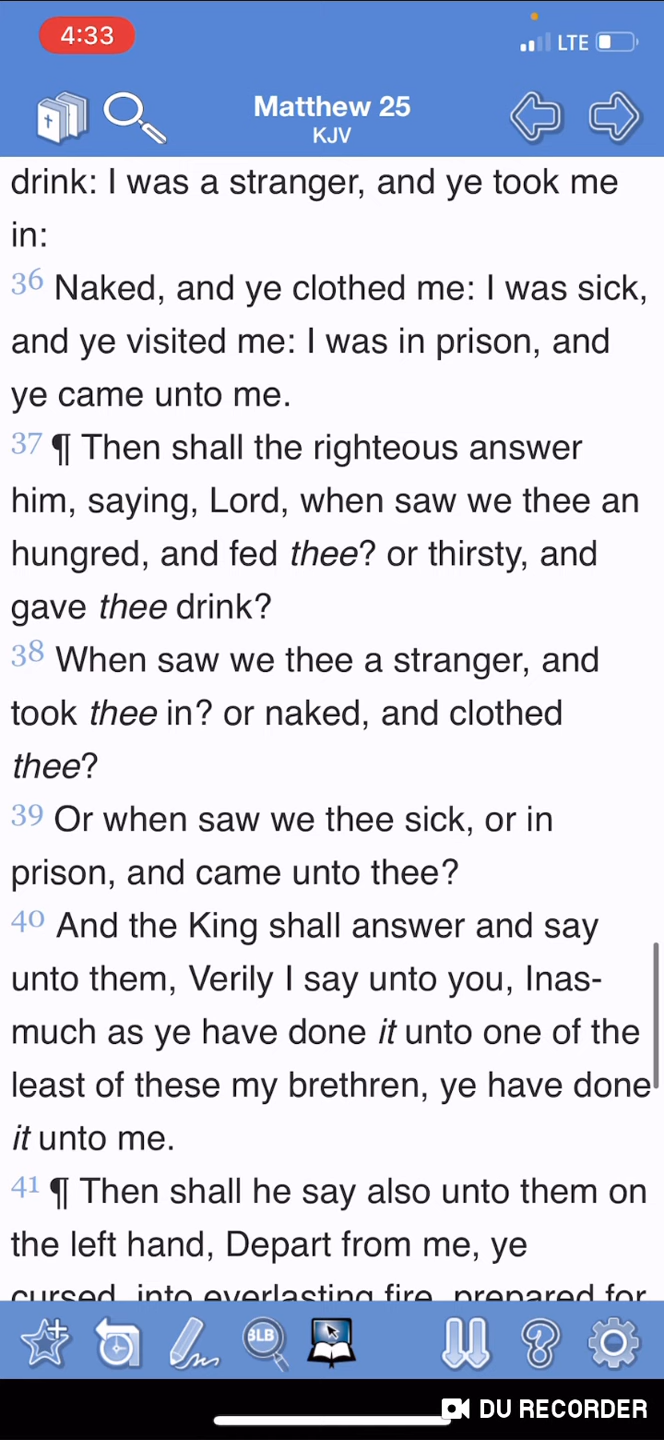 4:33
LTE
Matthew 25
KJV
drink: I was a stranger, and ye took me
in:
36 Naked, and ye clothed me: I was sick,
and ye visited me: I was in prison, and
ye came unto me.
37 ¶ Then shall the righteous answer
him, saying, Lord, when saw we thee an
hungred, and fed thee? or thirsty, and
gave thee drink?
38 When saw we thee a stranger, and
took thee in? or naked, and clothed
thee?
39 Or when saw we thee sick, or in
prison, and came unto thee?
40 And the King shall answer and say
unto them, Verily I say unto you, Inas-
much as ye have done it unto one of the
least of these my brethren, ye have done
it unto me.
41 ¶ Then shall he say also unto them on
the left hand, Depart from me, ye
cursed, into everlasting fire, prepared for
BLB
DU RECORDER